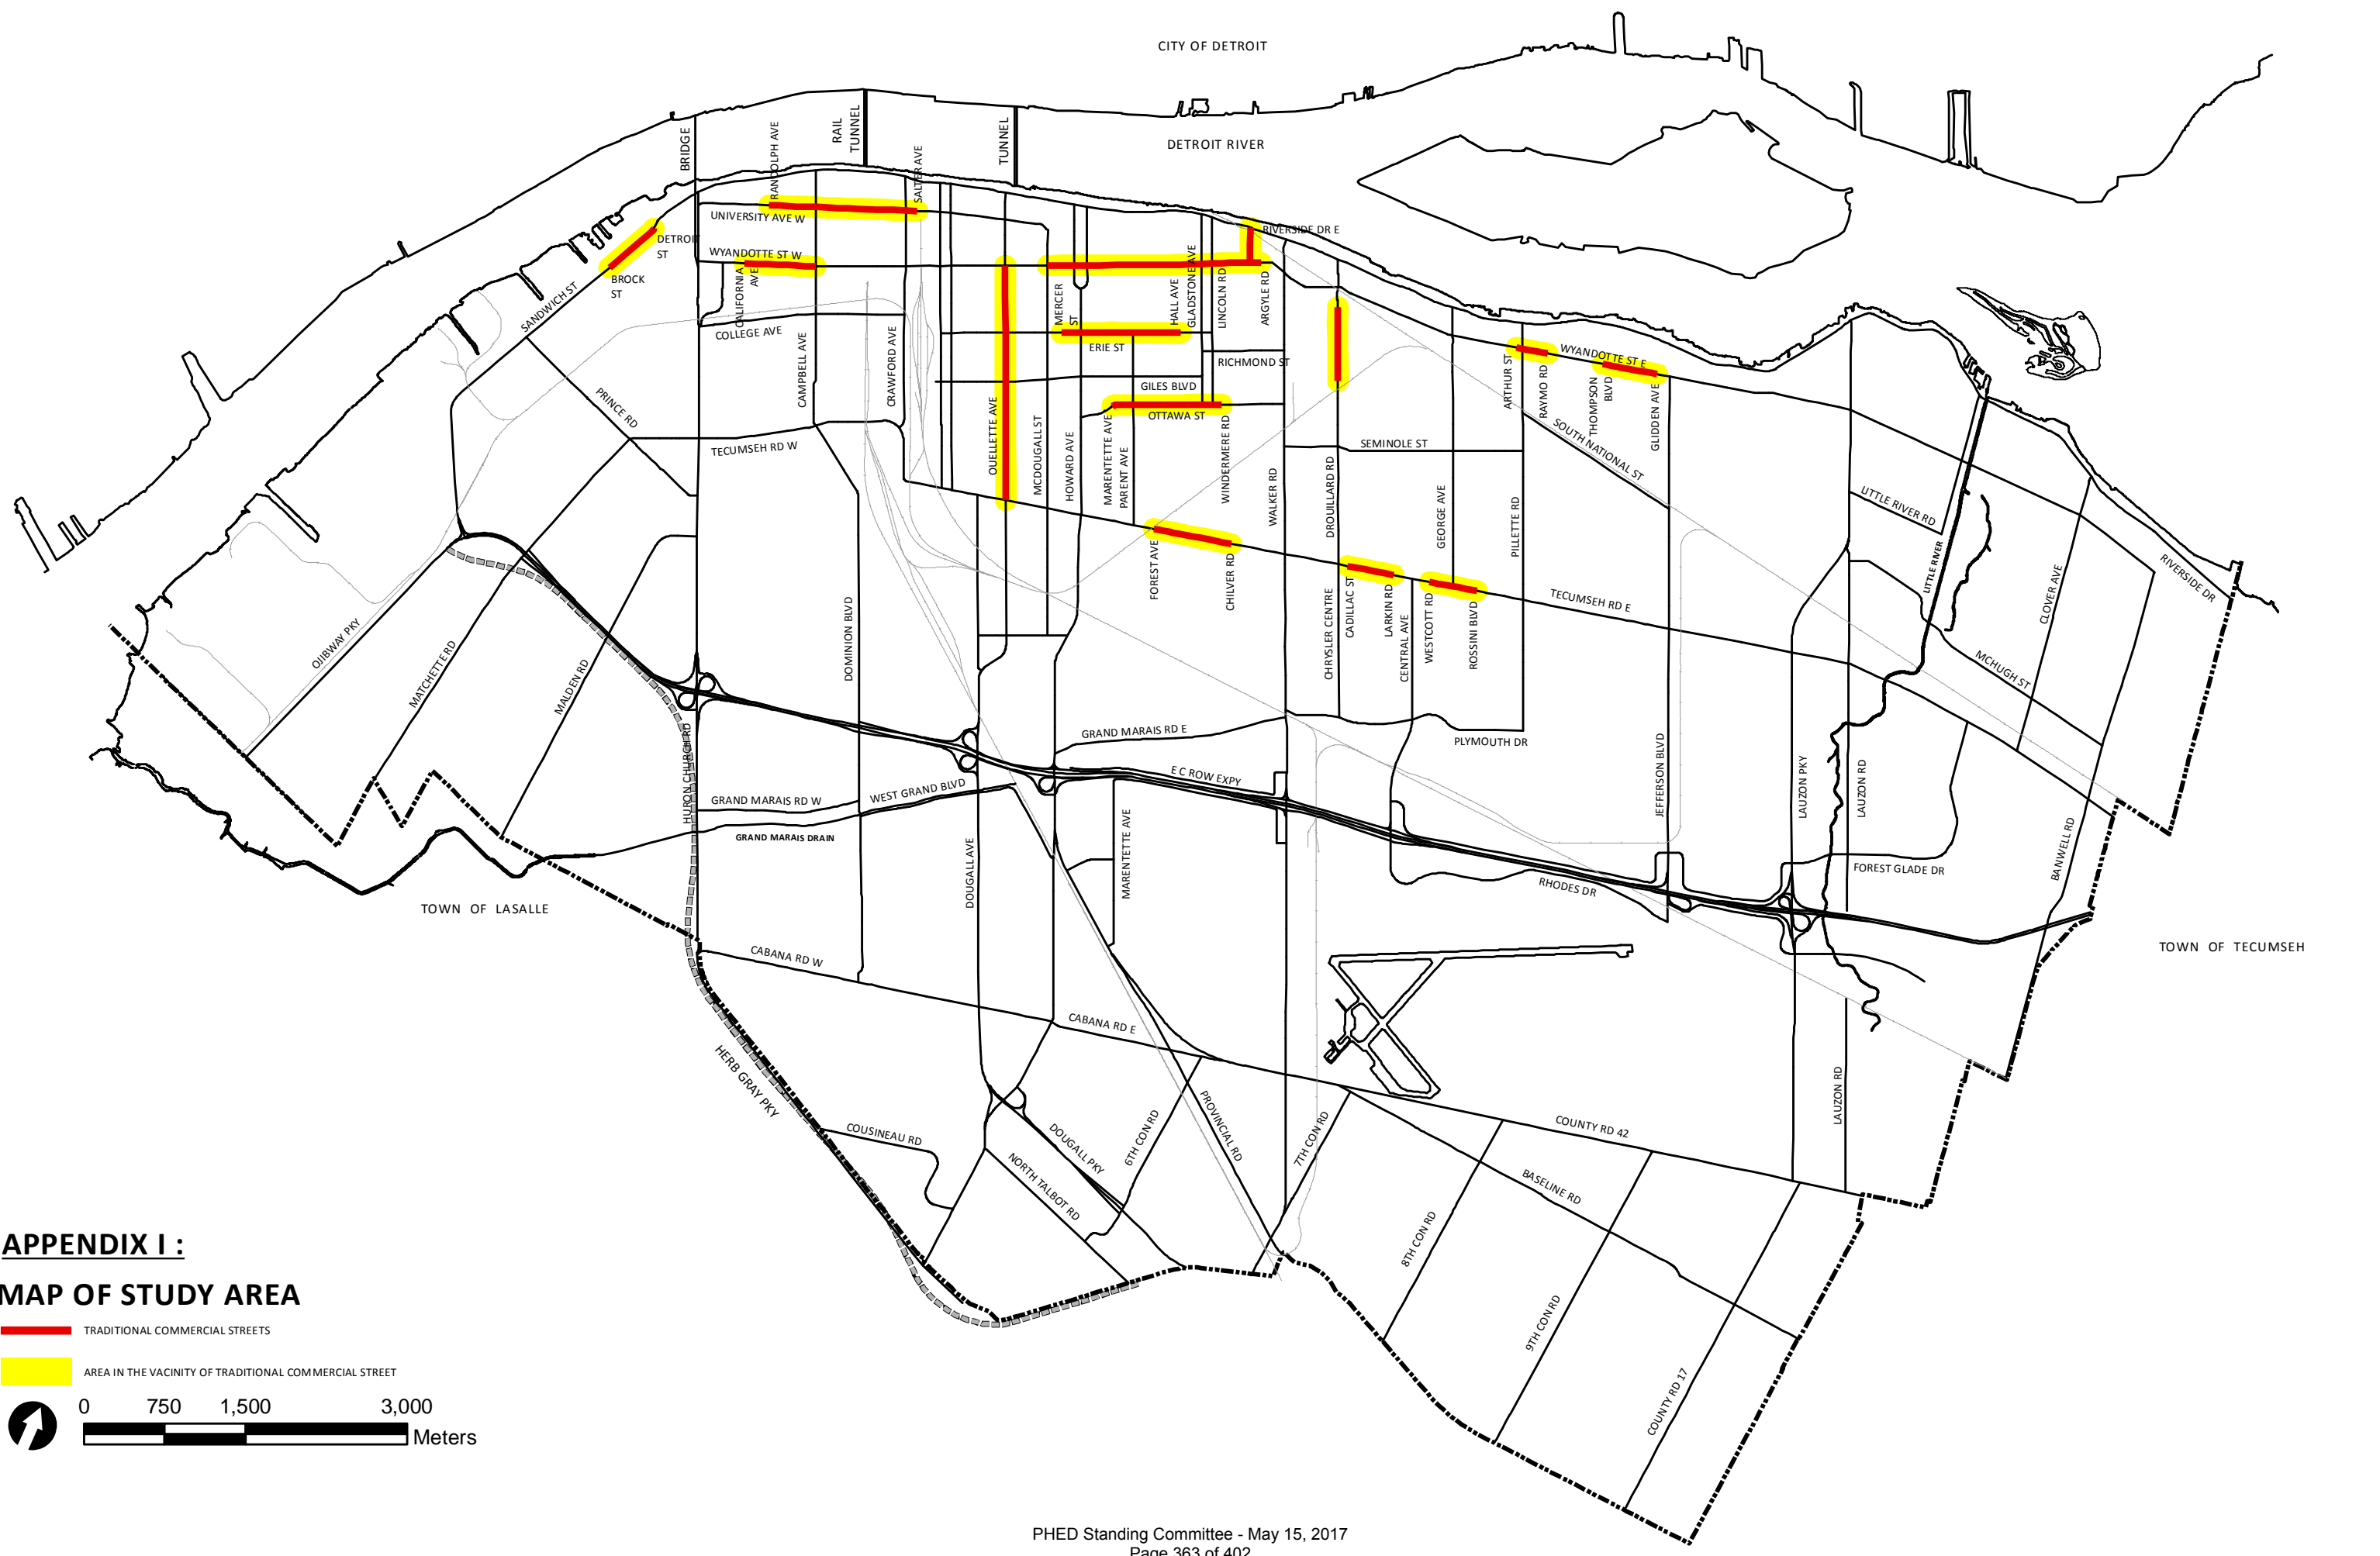 CITY OF DETROIT
DETROIT RIVER
BRIDGE
RANDOLPH AVE
RAIL
TUNNEL
SALTER AVE
TUNNEL
UNIVERSITY AVE W
RIVERSIDE DR E
DETROIT
ST
WYANDOTTE ST W
BROCK
ST
SANDWICH ST
CALIFORNIA
AVE
COLLEGE AVE
CAMPBELL AVE
CRAWFORD AVE
OUELLETTE AVE
MERCER
ST
HALL AVE
GLADSTONE AVE
LINCOLN RD
ARGYLE RD
ERIE ST
RICHMOND ST
GILES BLVD
OTTAWA ST
MCDOUGALL ST
HOWARD AVE
MARENTETTE AVE
PARENT AVE
WINDERMERE RD
WALKER RD
DROUILLARD RD
SEMINOLE ST
GEORGE AVE
PILLETTE RD
ARTHUR ST
RAYMO RD
WYANDOTTE ST E
THOMPSON
BLVD
GLIDDEN AVE
SOUTH NATIONAL ST
LITTLE RIVER RD
LITTLE RIVER
RIVERSIDE DR
CLOVER AVE
MCHUGH ST
PRINCE RD
TECUMSEH RD W
FOREST AVE
CHILVER RD
CHRYSLER CENTRE
CADILLAC ST
LARKIN RD
CENTRAL AVE
WESTCOTT RD
ROSSINI BLVD
TECUMSEH RD E
OJIBWAY PKY
MATCHETTE RD
MALDEN RD
DOMINION BLVD
HURON CHURCH RD
GRAND MARAIS RD E
PLYMOUTH DR
E C ROW EXPY
JEFFERSON BLVD
LAUZON PKY
LAUZON RD
GRAND MARAIS RD W
WEST GRAND BLVD
GRAND MARAIS DRAIN
DOUGALL AVE
MARENTETTE AVE
RHODES DR
FOREST GLADE DR
BANWELL RD
TOWN OF LASALLE
TOWN OF TECUMSEH
CABANA RD W
CABANA RD E
HERB GRAY PKY
COUSINEAU RD
DOUGALL PKY
NORTH TALBOT RD
6TH CON RD
PROVINCIAL RD
7TH CON RD
COUNTY RD 42
LAUZON RD
BASELINE RD
8TH CON RD
9TH CON RD
COUNTY RD 17
APPENDIX I :
MAP OF STUDY AREA
TRADITIONAL COMMERCIAL STREETS
AREA IN THE VACINITY OF TRADITIONAL COMMERCIAL STREET
0 750 1,500 3,000
Meters
PHED Standing Committee - May 15, 2017
Page 363 of 402